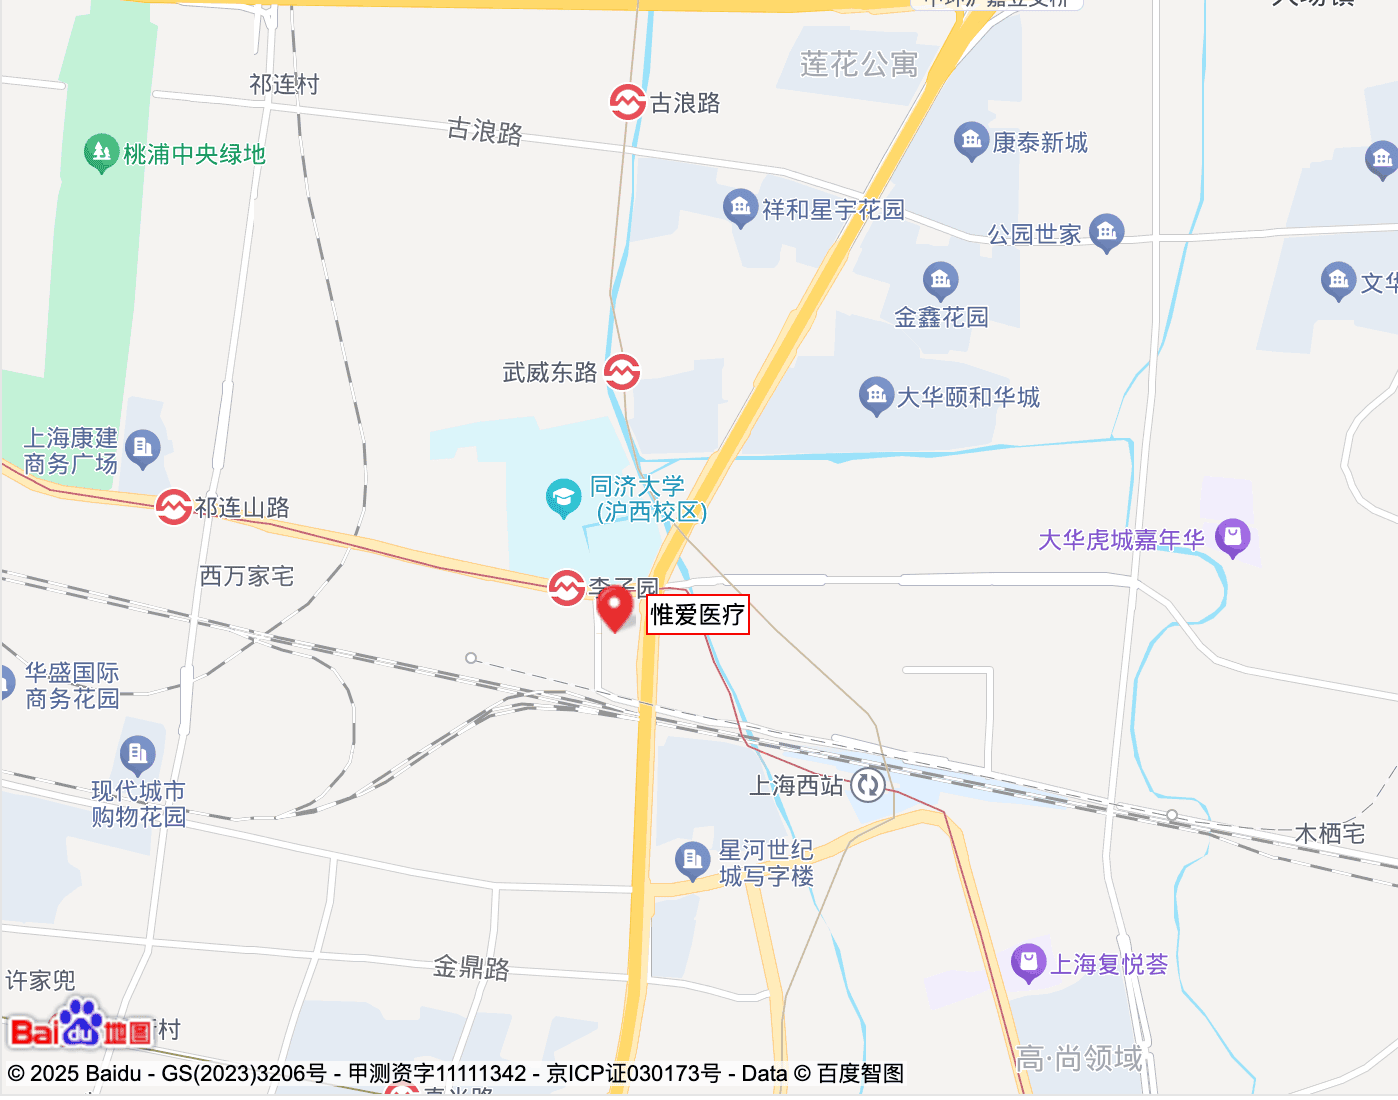 莲花公寓
祁连村
古浪路
古浪路
桃浦中央绿地
康泰新城
祥和星宇花园
公园世家
金鑫花园
文华
武威东路
大华颐和华城
上海康建
商务广场
祁连山路
同济大学
(沪西校区)
大华虎城嘉年华
西万家宅
李子园
惟爱医疗
华盛国际
商务花园
现代城市
购物花园
上海西站
木栖宅
星河世纪
城写字楼
金鼎路
上海复悦荟
许家兜
村
Bai du 地图
高·尚领域
© 2025 Baidu - GS(2023)3206号 - 甲测资字11111342 - 京ICP证030173号 - Data © 百度智图